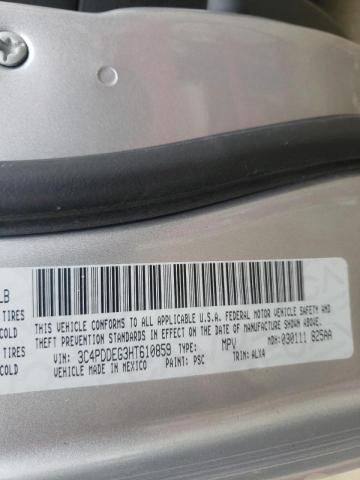 LB
TIRES
COLD
TIRES
COLD
THIS VEHICLE CONFORMS TO ALL APPLICABLE U.S.A. FEDERAL MOTOR VEHICLE SAFETY AND
THEFT PREVENTION STANDARDS IN EFFECT ON THE DATE OF MANUFACTURE SHOWN ABOVE.
VIN: 3C4PDDEG3HT610859 TYPE: MPV MDH:030111 825AA
VEHICLE MADE IN MEXICO PAINT: PSC TRIM: ALXA